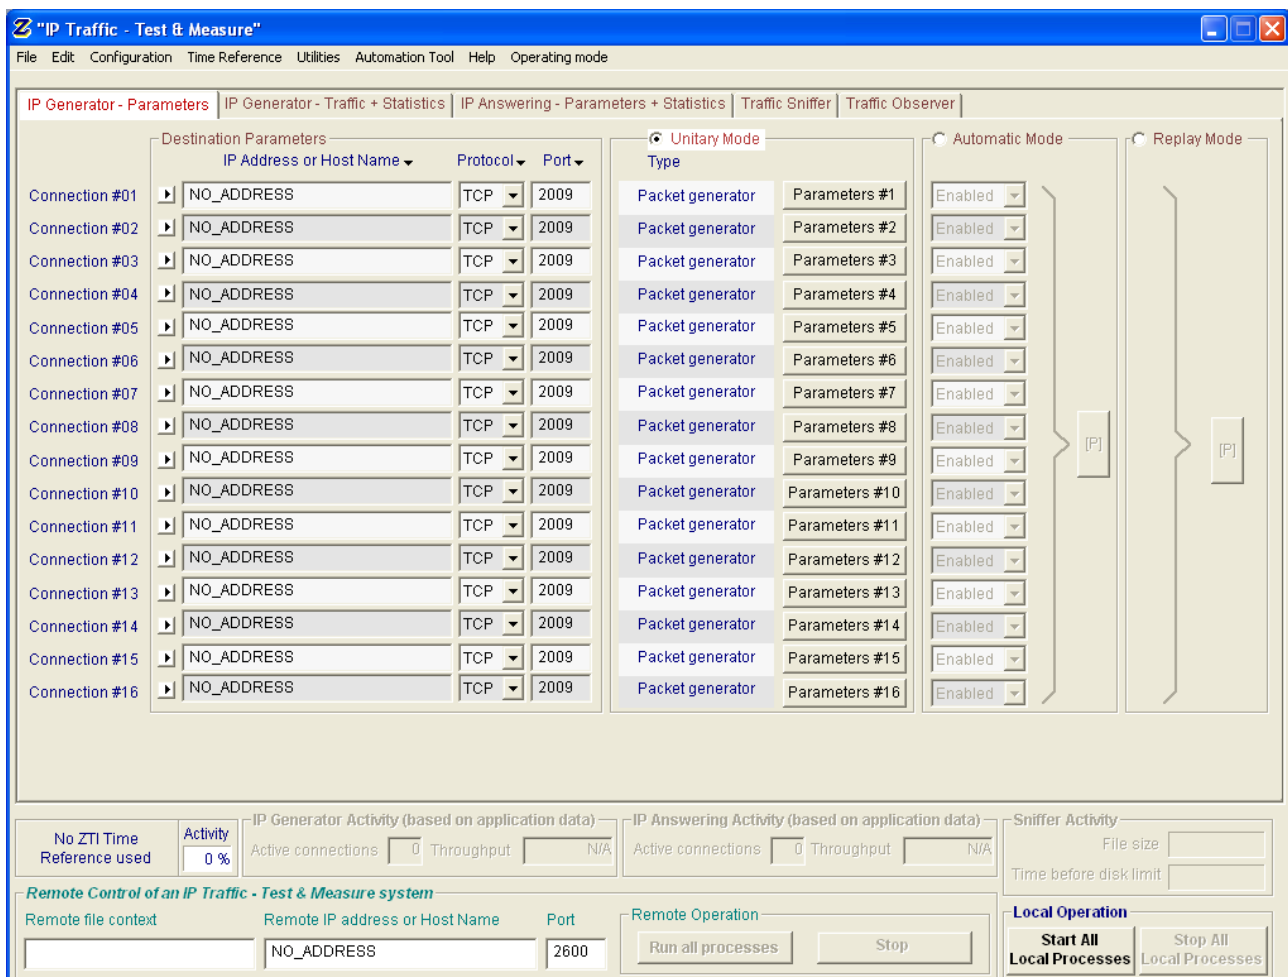 "IP Traffic - Test & Measure"
File Edit Configuration Time Reference Utilities Automation Tool Help Operating mode
IP Generator - Parameters IP Generator - Traffic + Statistics IP Answering - Parameters + Statistics Traffic Sniffer Traffic Observer
Destination Parameters Unitary Mode Automatic Mode Replay Mode
IP Address or Host Name Protocol Port Type
Connection #01 NO_ADDRESS TCP 2009 Packet generator Parameters #1 Enabled
Connection #02 NO_ADDRESS TCP 2009 Packet generator Parameters #2 Enabled
Connection #03 NO_ADDRESS TCP 2009 Packet generator Parameters #3 Enabled
Connection #04 NO_ADDRESS TCP 2009 Packet generator Parameters #4 Enabled
Connection #05 NO_ADDRESS TCP 2009 Packet generator Parameters #5 Enabled
Connection #06 NO_ADDRESS TCP 2009 Packet generator Parameters #6 Enabled
Connection #07 NO_ADDRESS TCP 2009 Packet generator Parameters #7 Enabled
Connection #08 NO_ADDRESS TCP 2009 Packet generator Parameters #8 Enabled
[P] [P]
Connection #09 NO_ADDRESS TCP 2009 Packet generator Parameters #9 Enabled
Connection #10 NO_ADDRESS TCP 2009 Packet generator Parameters #10 Enabled
Connection #11 NO_ADDRESS TCP 2009 Packet generator Parameters #11 Enabled
Connection #12 NO_ADDRESS TCP 2009 Packet generator Parameters #12 Enabled
Connection #13 NO_ADDRESS TCP 2009 Packet generator Parameters #13 Enabled
Connection #14 NO_ADDRESS TCP 2009 Packet generator Parameters #14 Enabled
Connection #15 NO_ADDRESS TCP 2009 Packet generator Parameters #15 Enabled
Connection #16 NO_ADDRESS TCP 2009 Packet generator Parameters #16 Enabled
No ZTI Time
Reference used
Activity
0 %
IP Generator Activity (based on application data)
Active connections 0 Throughput N/A
IP Answering Activity (based on application data)
Active connections 0 Throughput N/A
Sniffer Activity
File size
Time before disk limit
Remote Control of an IP Traffic - Test & Measure system
Remote file context Remote IP address or Host Name Port
NO_ADDRESS 2600
Remote Operation
Run all processes Stop
Local Operation
Start All
Local Processes
Stop All
Local Processes